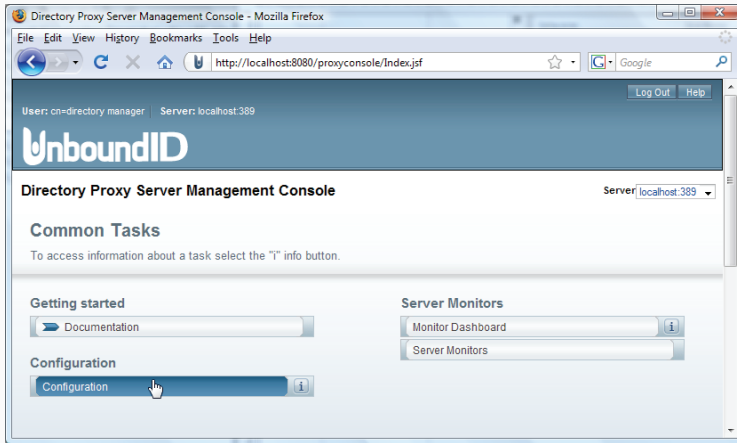 Directory Proxy Server Management Console - Mozilla Firefox
File Edit View History Bookmarks Tools Help
http://localhost:8080/proxyconsole/Index.jsf
G Google
Log Out Help
User: cn=directory manager Server: localhost:389
UnboundID
Directory Proxy Server Management Console
Server localhost:389
Common Tasks
To access information about a task select the "i" info button.
Getting started
Server Monitors
Documentation
Monitor Dashboard i
Server Monitors
Configuration
Configuration i